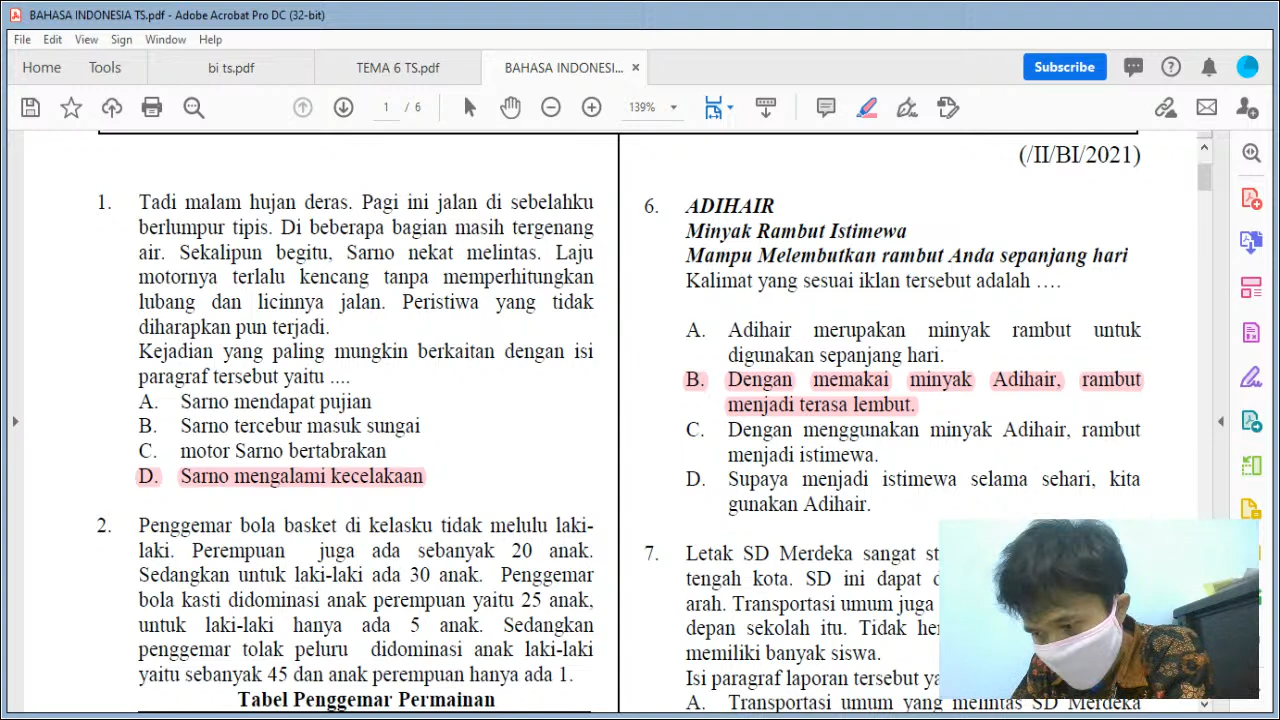 BAHASA INDONESIA TS.pdf - Adobe Acrobat Pro DC (32-bit)
File Edit View Sign Window Help
Home Tools bi ts.pdf TEMA 6 TS.pdf BAHASA INDONESI... × Subscribe
1 / 6 139%
(/II/BI/2021)
1. Tadi malam hujan deras. Pagi ini jalan di sebelahku
berlumpur tipis. Di beberapa bagian masih tergenang
air. Sekalipun begitu, Sarno nekat melintas. Laju
motornya terlalu kencang tanpa memperhitungkan
lubang dan licinnya jalan. Peristiwa yang tidak
diharapkan pun terjadi.
Kejadian yang paling mungkin berkaitan dengan isi
paragraf tersebut yaitu ....
A. Sarno mendapat pujian
B. Sarno tercebur masuk sungai
C. motor Sarno bertabrakan
D. Sarno mengalami kecelakaan
2. Penggemar bola basket di kelasku tidak melulu laki-
laki. Perempuan juga ada sebanyak 20 anak.
Sedangkan untuk laki-laki ada 30 anak. Penggemar
bola kasti didominasi anak perempuan yaitu 25 anak,
untuk laki-laki hanya ada 5 anak. Sedangkan
penggemar tolak peluru didominasi anak laki-laki
yaitu sebanyak 45 dan anak perempuan hanya ada 1.
Tabel Penggemar Permainan
6. ADIHAIR
Minyak Rambut Istimewa
Mampu Melembutkan rambut Anda sepanjang hari
Kalimat yang sesuai iklan tersebut adalah ….
A. Adihair merupakan minyak rambut untuk
digunakan sepanjang hari.
B. Dengan memakai minyak Adihair, rambut
menjadi terasa lembut.
C. Dengan menggunakan minyak Adihair, rambut
menjadi istimewa.
D. Supaya menjadi istimewa selama sehari, kita
gunakan Adihair.
7. Letak SD Merdeka sangat
tengah kota. SD ini dapat
arah. Transportasi umum juga
depan sekolah itu. Tidak
memiliki banyak siswa.
Isi paragraf laporan tersebut
A. Transportasi umum yang melintas SD Merdeka